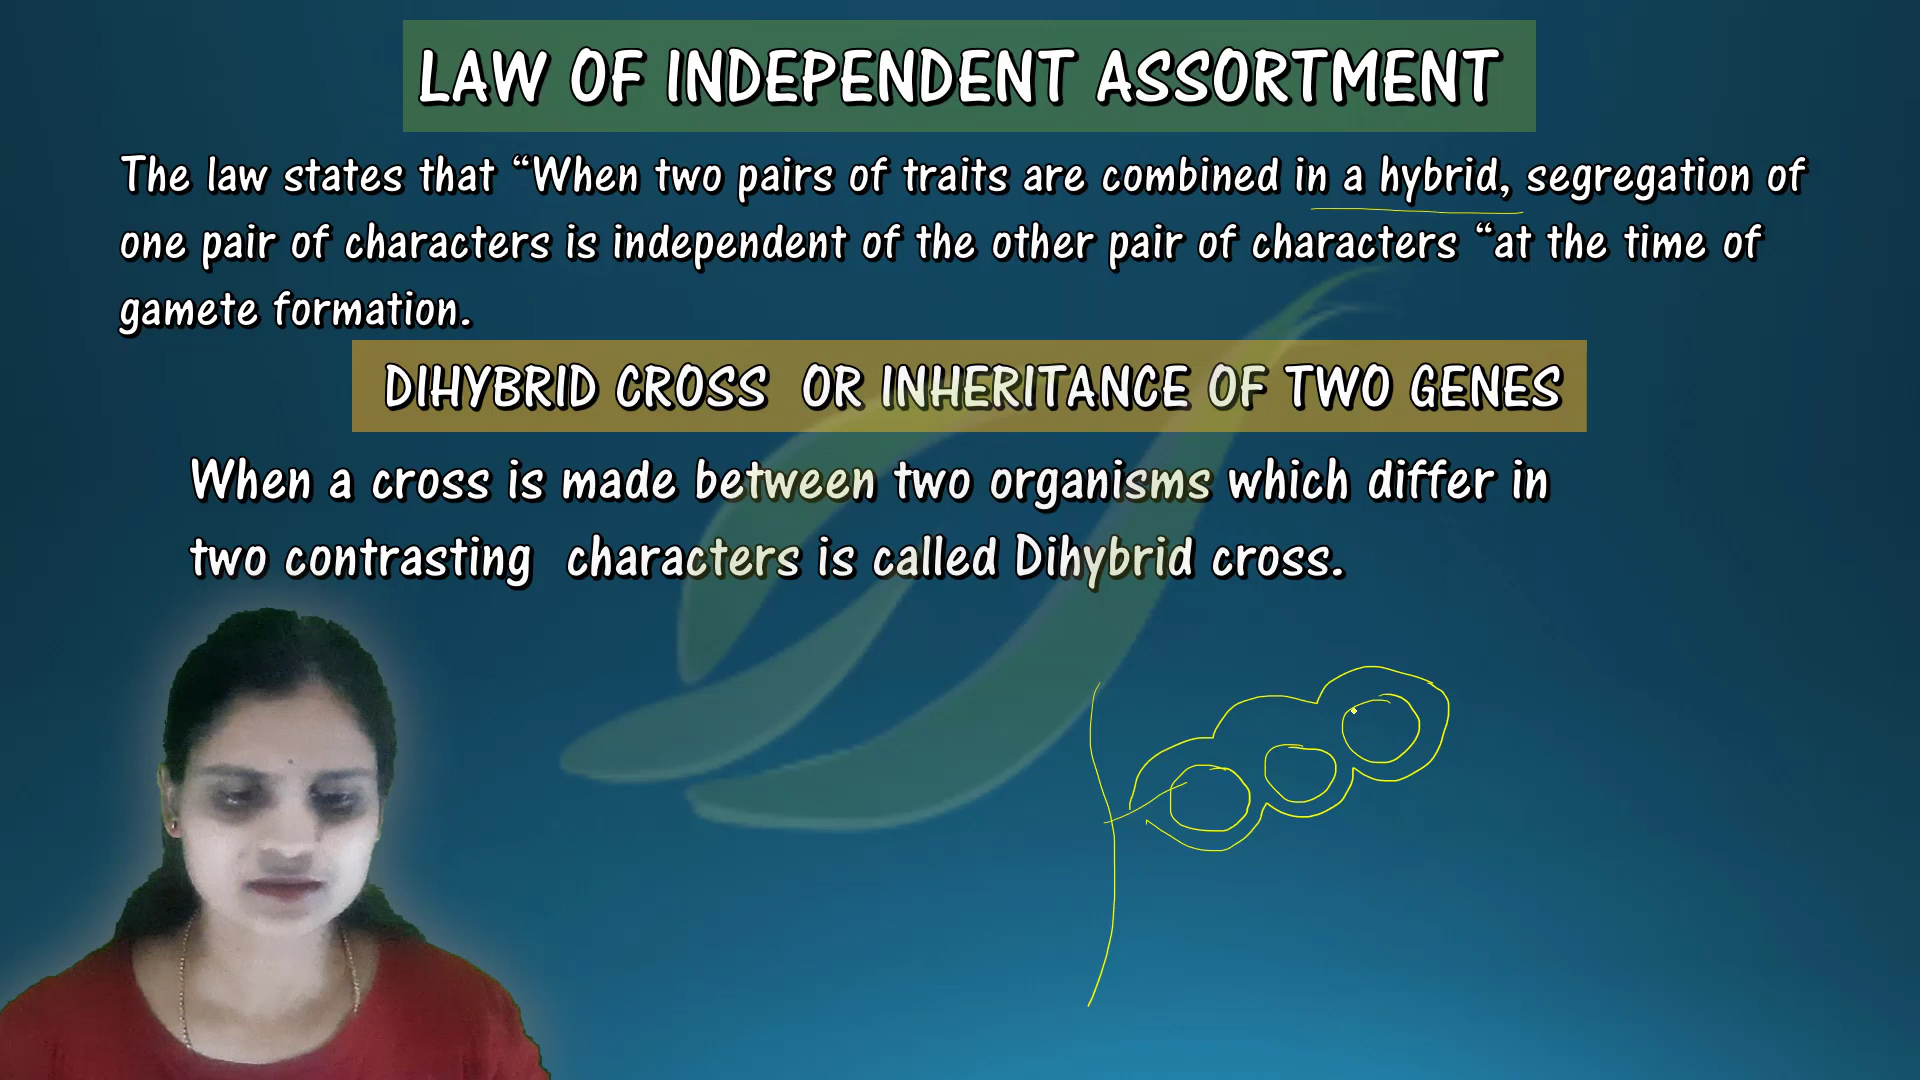 LAW OF INDEPENDENT ASSORTMENT
The law states that “When two pairs of traits are combined in a hybrid, segregation of
one pair of characters is independent of the other pair of characters “at the time of
gamete formation.
DIHYBRID CROSS OR INHERITANCE OF TWO GENES
When a cross is made between two organisms which differ in
two contrasting characters is called Dihybrid cross.